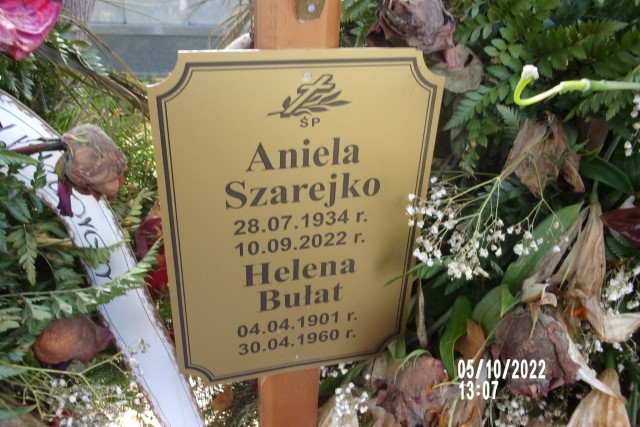 ŚP
Aniela
Szarejko
28.07.1934 r.
10.09.2022 r.
Helena
Bułat
04.04.1901 r.
30.04.1960 r.
05/10/2022
13:07